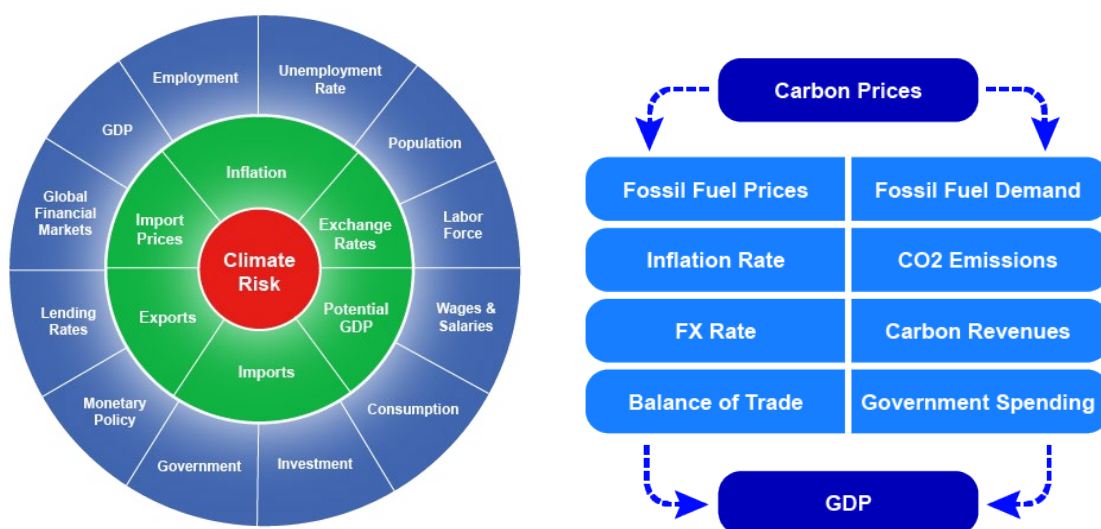 Employment
Unemployment
Rate
Population
Labor
Force
Wages &
Salaries
Consumption
Investment
Government
Monetary
Policy
Lending
Rates
Global
Financial
Markets
GDP
Inflation
Exchange
Rates
Potential
GDP
Imports
Exports
Import
Prices
Climate
Risk
Carbon Prices
Fossil Fuel Prices
Fossil Fuel Demand
Inflation Rate
CO2 Emissions
FX Rate
Carbon Revenues
Balance of Trade
Government Spending
GDP